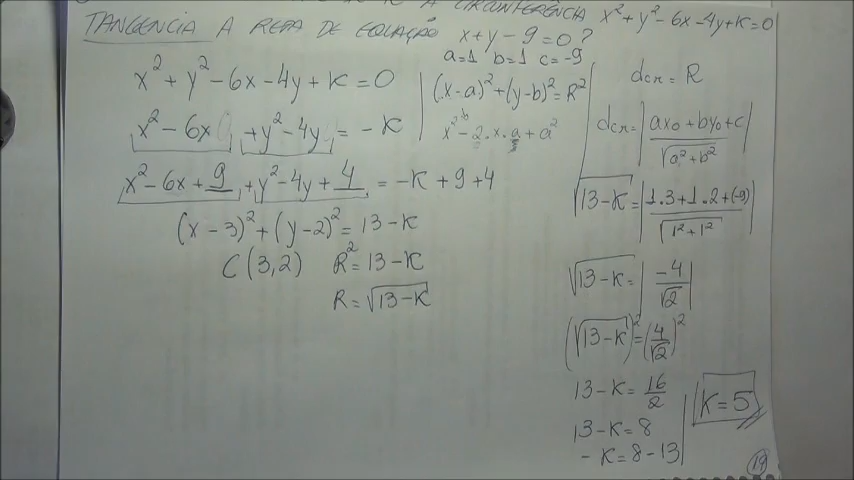 A CIRCUNFERÊNCIA x² + y² - 6x - 4y + K = 0
TANGENCIA A RETA DE EQUAÇÃO x + y - 9 = 0 ?
a = 1 b = 1 c = -9
x² + y² - 6x - 4y + K = 0
x² - 6x + y² - 4y = -K
x² - 6x + 9 + y² - 4y + 4 = -K + 9 + 4
(x - 3)² + (y - 2)² = 13 - K
C (3,2) R² = 13 - K
R = √13 - K
(x - a)² + (y - b)² = R²
x² - 2 . x . a + a²
b
dcr = R
dcr = |ax₀ + by₀ + c / √a² + b²|
√13 - K = |1.3 + 1.2 + (-9) / √1² + 1²|
√13 - K = |-4 / √2|
(√13 - K)² = (4 / √2)²
13 - K = 16 / 2
13 - K = 8
- K = 8 - 13
K = 5
19